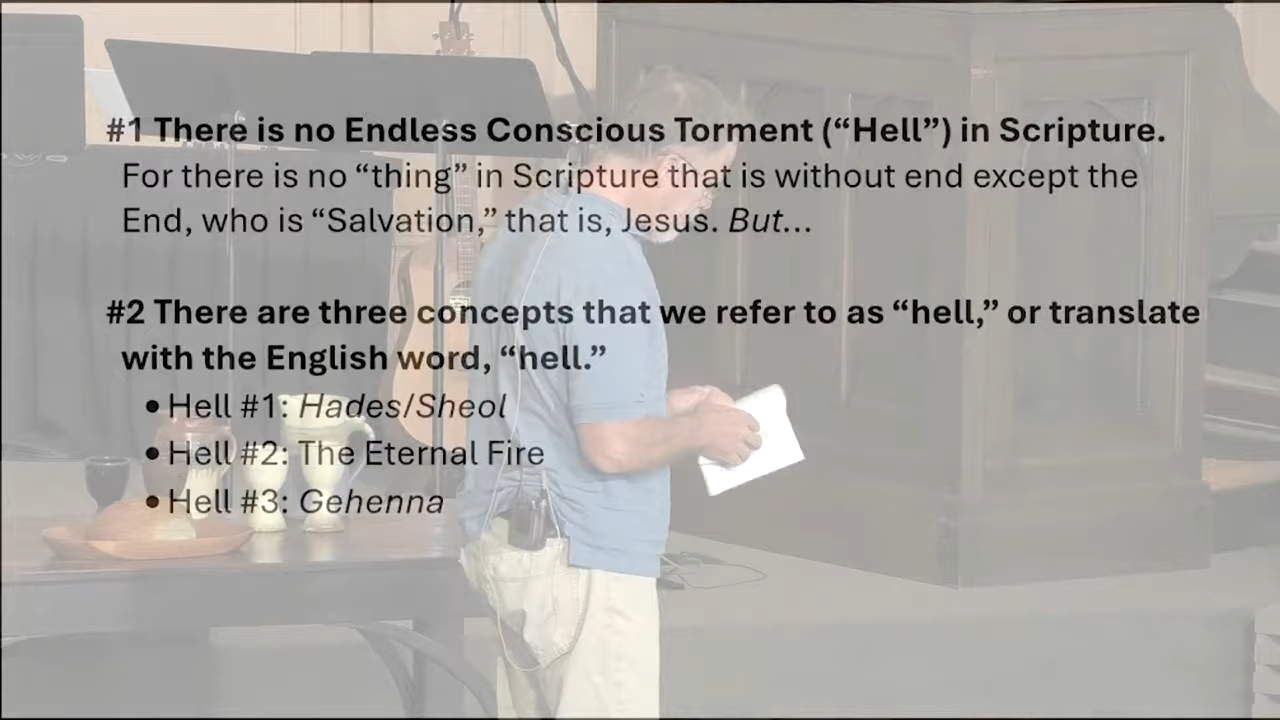 #1 There is no Endless Conscious Torment (“Hell”) in Scripture.
For there is no “thing” in Scripture that is without end except the
End, who is “Salvation,” that is, Jesus. But…
#2 There are three concepts that we refer to as “hell,” or translate
with the English word, “hell.”
• Hell #1: Hades/Sheol
• Hell #2: The Eternal Fire
• Hell #3: Gehenna